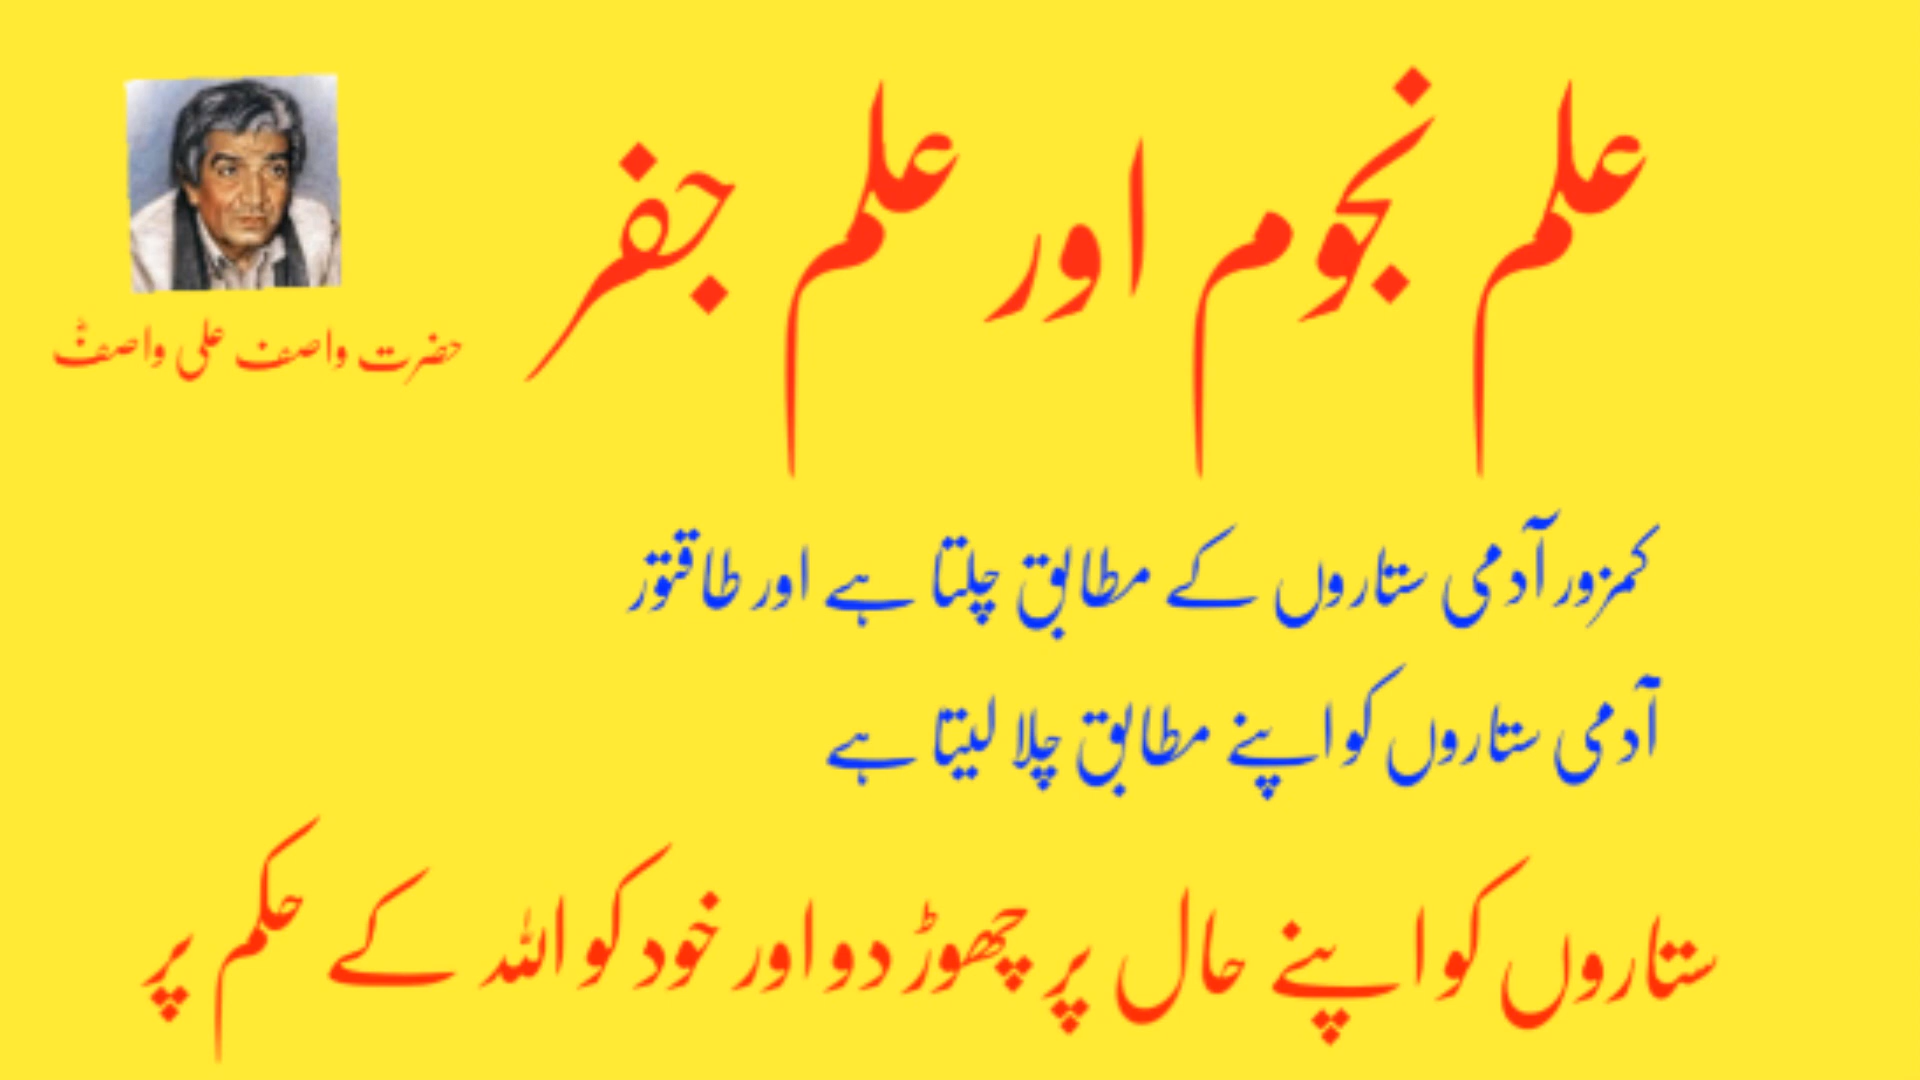 علم نجوم اور علم جفر
حضرت واصف علی واصفؒ
کمزور آدمی ستاروں کے مطابق چلتا ہے اور طاقتور
آدمی ستاروں کو اپنے مطابق چلا لیتا ہے
ستاروں کو اپنے حال پر چھوڑ دو اور خود کو اللہ کے حکم پر